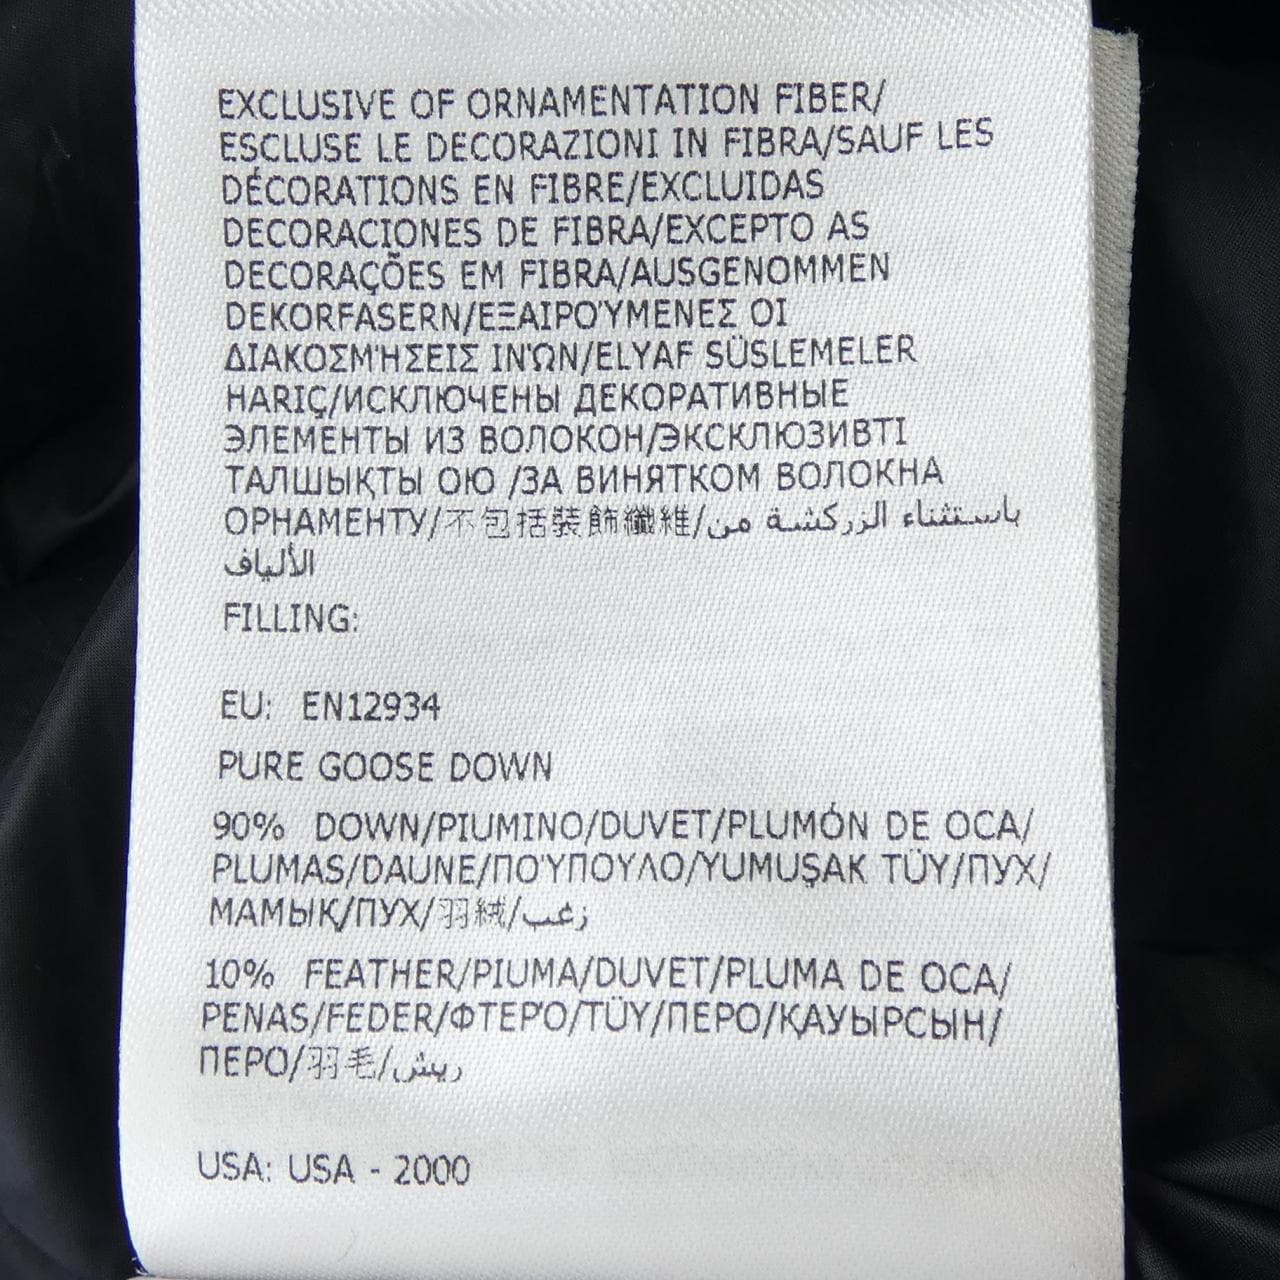 EXCLUSIVE OF ORNAMENTATION FIBER/
ESCLUSE LE DECORAZIONI IN FIBRA/SAUF LES
DÉCORATIONS EN FIBRE/EXCLUIDAS
DECORACIONES DE FIBRA/EXCEPTO AS
DECORAÇÕES EM FIBRA/AUSGENOMMEN
DEKORFASERN/ΕΞΑΙΡΟΎΜΕΝΕΣ ΟΙ
ΔΙΑΚΟΣΜΉΣΕΙΣ ΙΝΏΝ/ELYAF SÜSLEMELER
HARIÇ/ИСКЛЮЧЕНЫ ДЕКОРАТИВНЫЕ
ЭЛЕМЕНТЫ ИЗ ВОЛОКОН/ЭКСКЛЮЗИВТІ
ТАЛШЫҚТЫ ОЮ /ЗА ВИНЯТКОМ ВОЛОКНА
ОРНАМЕНТУ/不包括裝飾纖維/باستثناء الزركشة من
الألياف
FILLING:
EU: EN12934
PURE GOOSE DOWN
90% DOWN/PIUMINO/DUVET/PLUMÓN DE OCA/
PLUMAS/DAUNE/ΠΟΎΠΟΥΛΟ/YUMUŞAK TÜY/ПУХ/
МАМЫҚ/ПУХ/羽絨/زغب
10% FEATHER/PIUMA/DUVET/PLUMA DE OCA/
PENAS/FEDER/ΦΤΕΡΌ/TÜY/ПЕРО/ҚАУЫРСЫН/
ПЕРО/羽毛/ريش
USA: USA - 2000